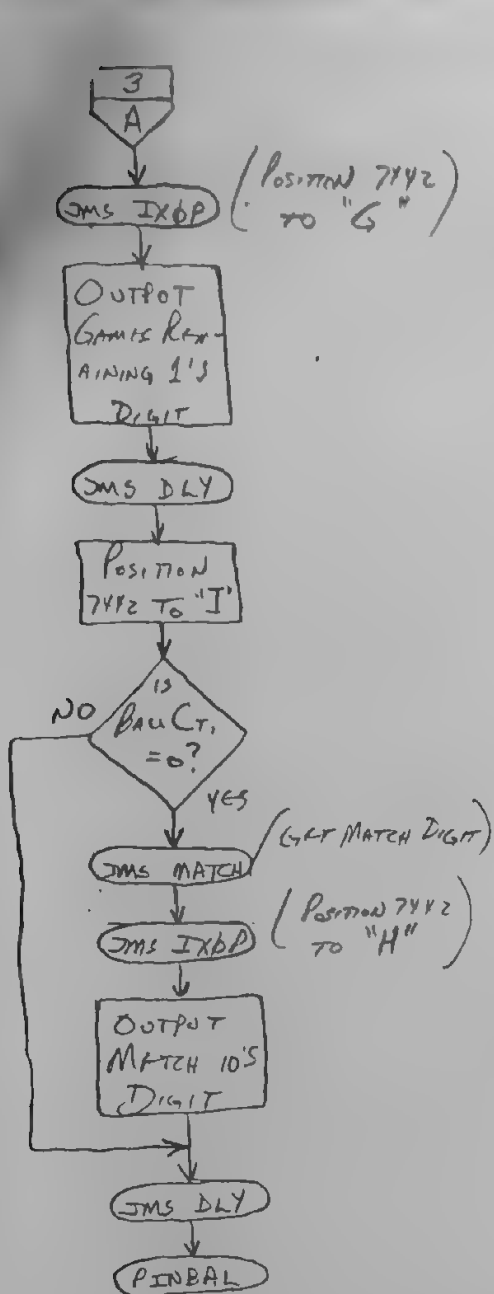 3
A
JMS IXØP
(POSITION 7442
TO "G")
OUTPUT
GAMES REM-
AINING 1'S
DIGIT
JMS DLY
POSITION
7442 TO "I"
IS
BALL CT.
=0?
NO
YES
JMS MATCH
(GET MATCH DIGIT)
JMS IXØP
(POSITION 7442
TO "H")
OUTPUT
MATCH 10'S
DIGIT
JMS DLY
PINBAL